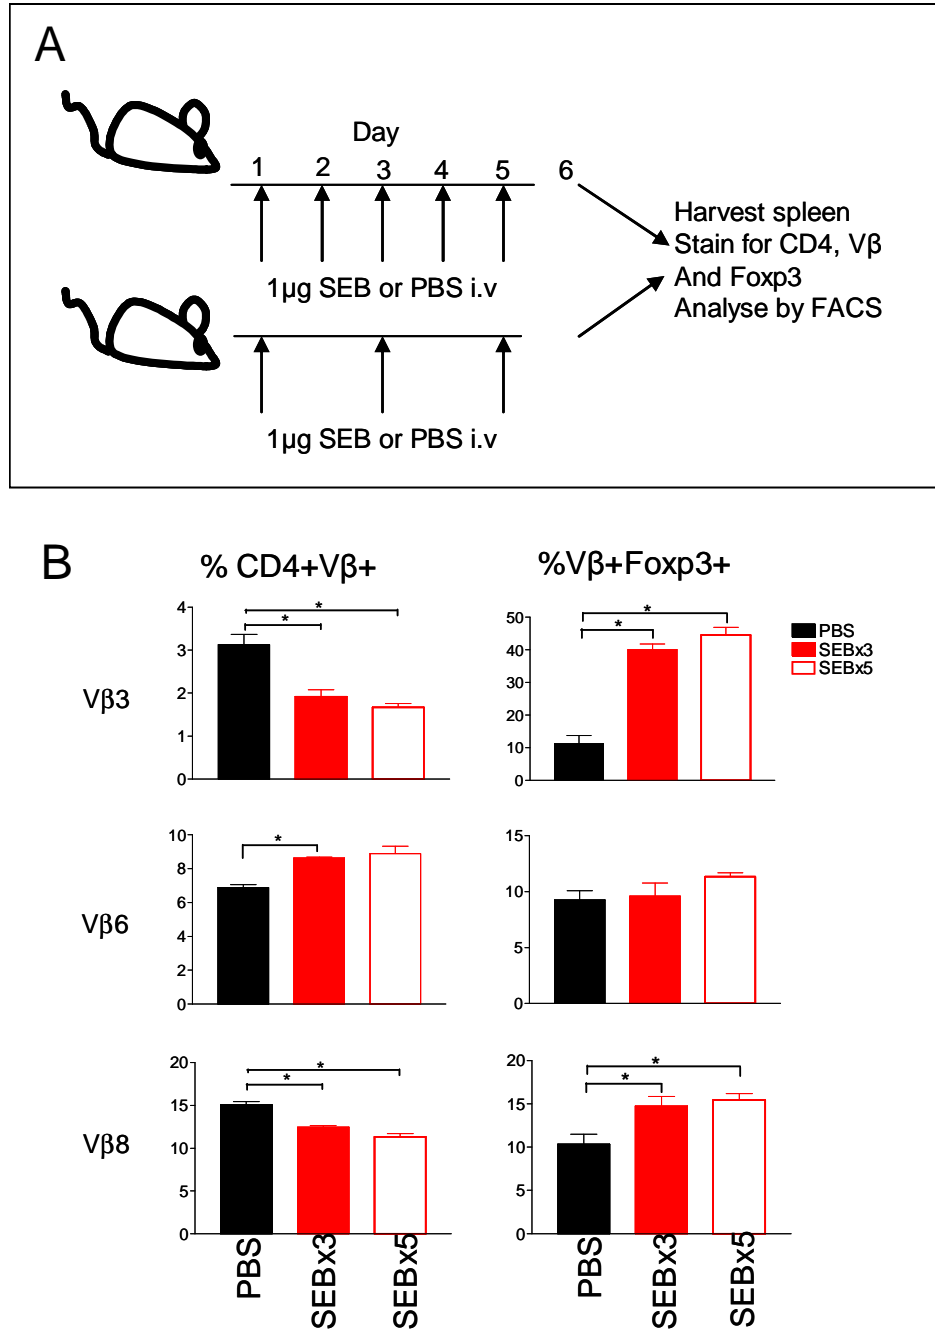 A
Day
1 2 3 4 5 6
1µg SEB or PBS i.v
Harvest spleen
Stain for CD4, Vβ
And Foxp3
Analyse by FACS
1µg SEB or PBS i.v
B
% CD4+Vβ+
%Vβ+Foxp3+
PBS
SEBx3
SEBx5
Vβ3
4
3
2
1
0
*
*
50
40
30
20
10
0
*
*
Vβ6
10
8
6
4
2
0
*
15
10
5
0
Vβ8
20
15
10
5
0
*
*
20
15
10
5
0
*
*
PBS
SEBx3
SEBx5
PBS
SEBx3
SEBx5